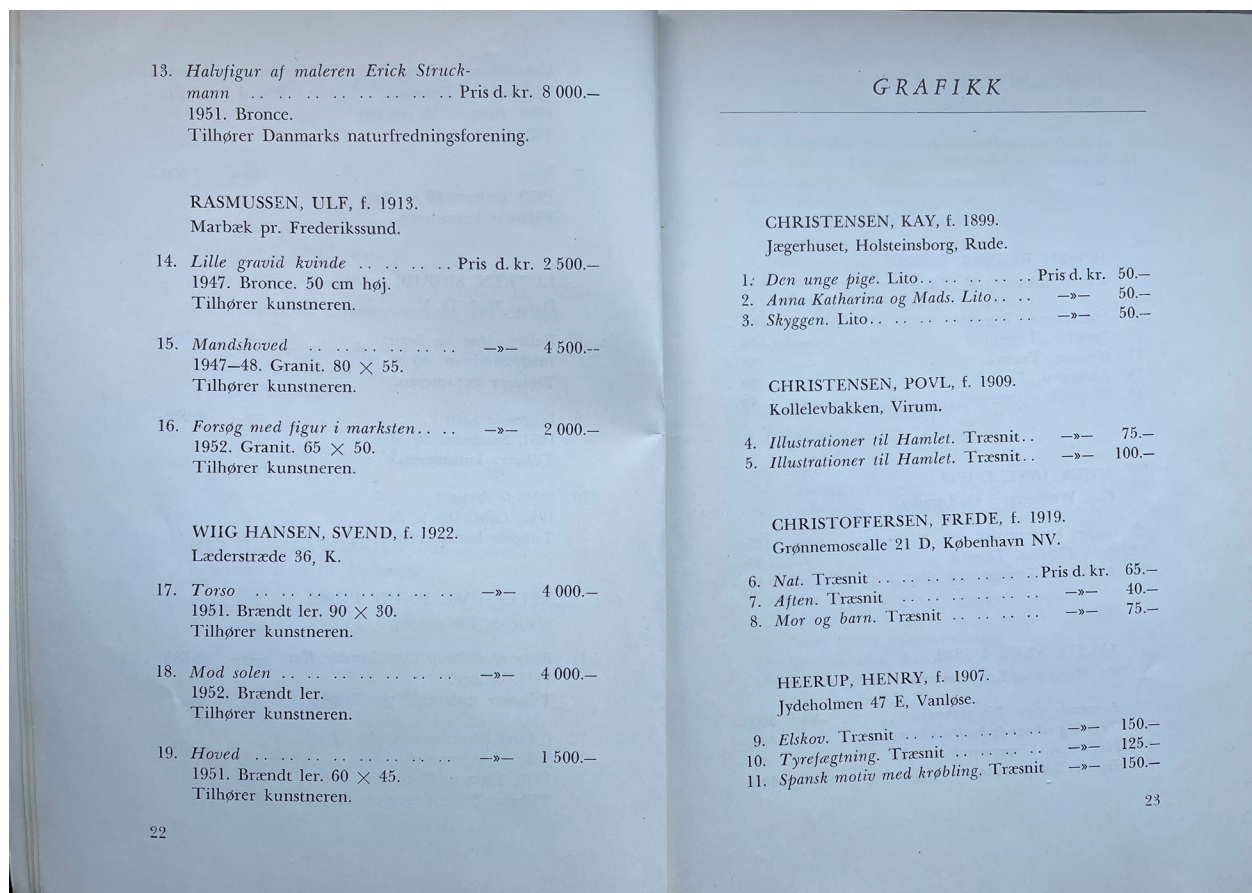 13. Halvfigur af maleren Erick Struck-
mann .. .. .. .. .. .. .. .. Pris d. kr. 8 000.—
1951. Bronce.
Tilhører Danmarks naturfredningsforening.
RASMUSSEN, ULF, f. 1913.
Marbæk pr. Frederikssund.
14. Lille gravid kvinde .. .. .. .. Pris d. kr. 2 500.—
1947. Bronce. 50 cm høj.
Tilhører kunstneren.
15. Mandshoved .. .. .. .. .. .. —»— 4 500.—
1947—48. Granit. 80 × 55.
Tilhører kunstneren.
16. Forsøg med figur i marksten.. .. —»— 2 000.—
1952. Granit. 65 × 50.
Tilhører kunstneren.
WIIG HANSEN, SVEND, f. 1922.
Læderstræde 36, K.
17. Torso .. .. .. .. .. .. .. .. —»— 4 000.—
1951. Brændt ler. 90 × 30.
Tilhører kunstneren.
18. Mod solen .. .. .. .. .. .. .. —»— 4 000.—
1952. Brændt ler.
Tilhører kunstneren.
19. Hoved .. .. .. .. .. .. .. .. —»— 1 500.—
1951. Brændt ler. 60 × 45.
Tilhører kunstneren.
22
GRAFIKK
CHRISTENSEN, KAY, f. 1899.
Jægerhuset, Holsteinsborg, Rude.
1. Den unge pige. Lito.. .. .. .. .. Pris d. kr. 50.—
2. Anna Katharina og Mads. Lito.. .. —»— 50.—
3. Skyggen. Lito.. .. .. .. .. .. .. —»— 50.—
CHRISTENSEN, POVL, f. 1909.
Kollelevbakken, Virum.
4. Illustrationer til Hamlet. Træsnit.. —»— 75.—
5. Illustrationer til Hamlet. Træsnit.. —»— 100.—
CHRISTOFFERSEN, FREDE, f. 1919.
Grønnemosealle 21 D, København NV.
6. Nat. Træsnit .. .. .. .. .. .. ..Pris d. kr. 65.—
7. Aften. Træsnit .. .. .. .. .. .. —»— 40.—
8. Mor og barn. Træsnit .. .. .. .. —»— 75.—
HEERUP, HENRY, f. 1907.
Jydeholmen 47 E, Vanløse.
9. Elskov. Træsnit .. .. .. .. .. .. —»— 150.—
10. Tyrefægtning. Træsnit .. .. .. .. —»— 125.—
11. Spansk motiv med krøbling. Træsnit —»— 150.—
23